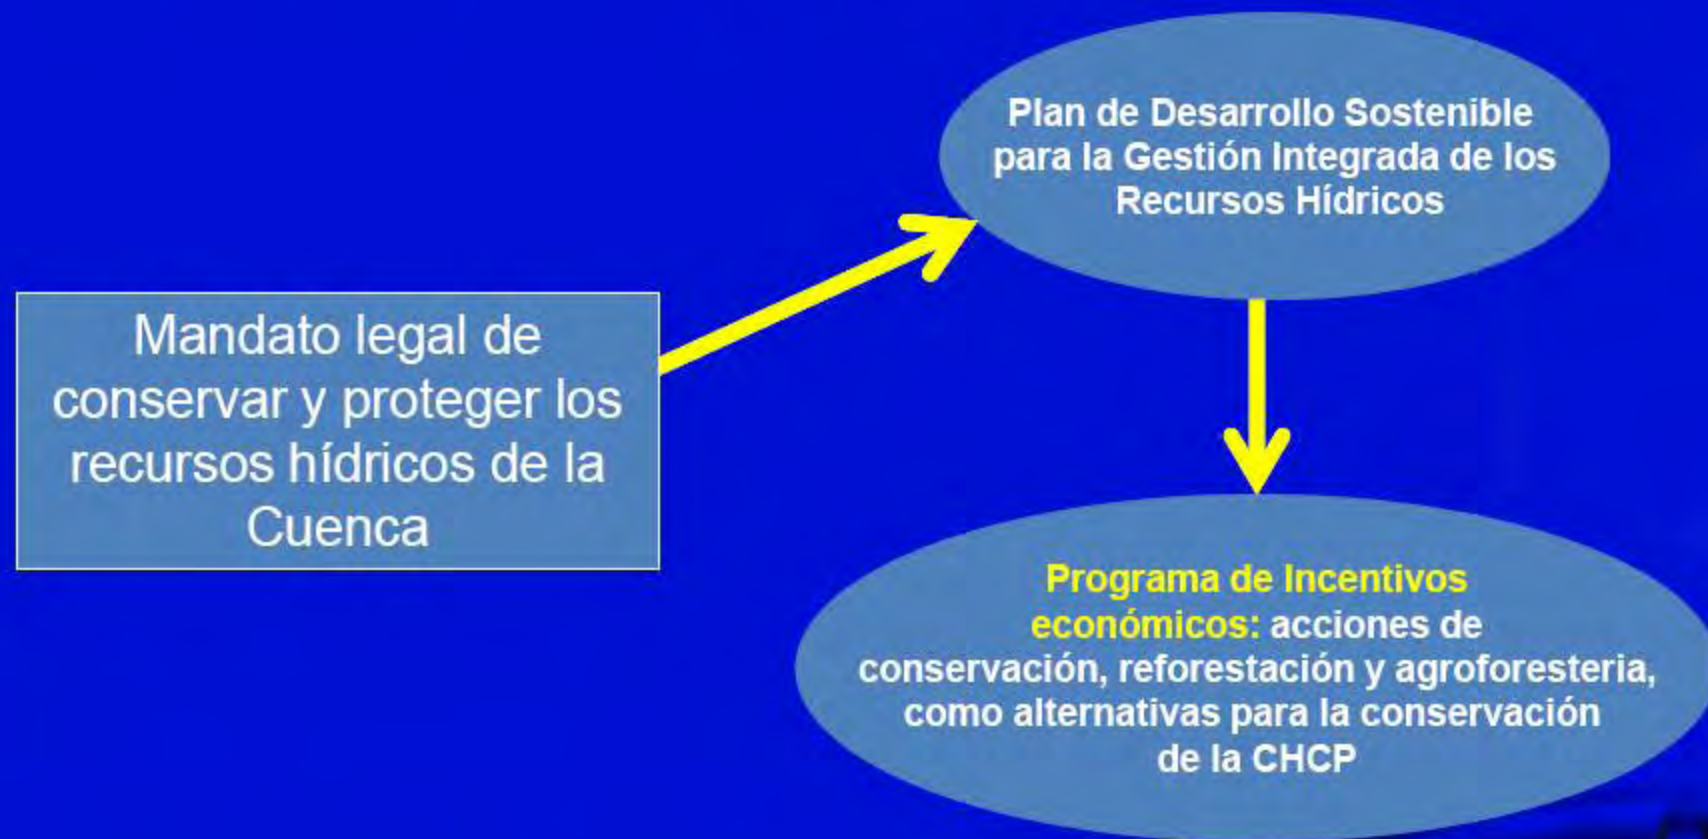 Plan de Desarrollo Sostenible
para la Gestión Integrada de los
Recursos Hídricos
Mandato legal de
conservar y proteger los
recursos hídricos de la
Cuenca
Programa de Incentivos
económicos: acciones de
conservación, reforestación y agroforesteria,
como alternativas para la conservación
de la CHCP